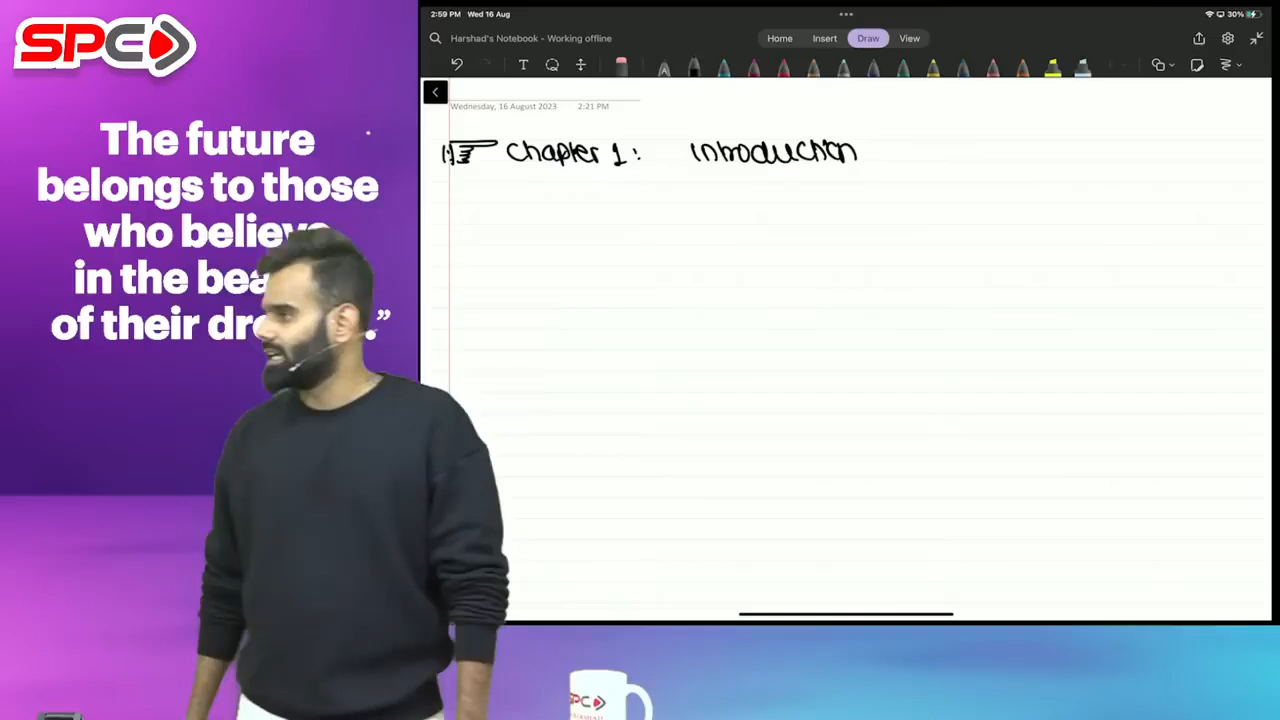 SPC
The future
belongs to those
who believe
in the bea
of their dre .”
2:59 PM Wed 16 Aug
30%
Harshad's Notebook - Working offline
Home Insert Draw View
Wednesday, 16 August 2023 2:21 PM
Chapter 1: introduction
SPC